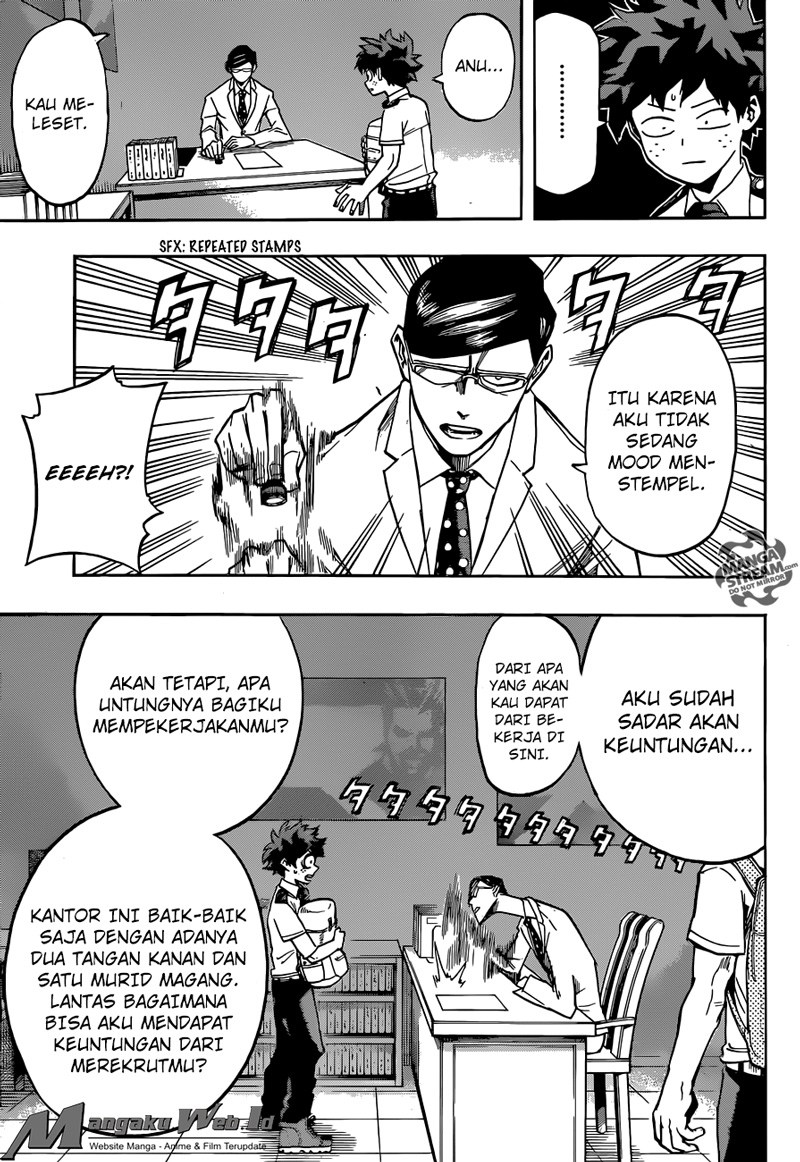 ..........
ANU...
KAU ME-
LESET.
SFX: REPEATED STAMPS
タタタ タタ
ITU KARENA
AKU TIDAK
SEDANG
MOOD MEN-
STEMPEL.
EEEEH?!
MANGA
STREAM.com
DO NOT MIRROR
AKU SUDAH
SADAR AKAN
KEUNTUNGAN...
DARI APA
YANG AKAN
KAU DAPAT
DARI BE-
KERJA DI
SINI.
AKAN TETAPI, APA
UNTUNGNYA BAGIKU
MEMPEKERJAKANMU?
タタタタタタタタタ
KANTOR INI BAIK-BAIK
SAJA DENGAN ADANYA
DUA TANGAN KANAN DAN
SATU MURID MAGANG.
LANTAS BAGAIMANA
BISA AKU MENDAPAT
KEUNTUNGAN DARI
MEREKRUTMU?
Mangaku Web.Id
Website Manga - Anime & Film Terupdate